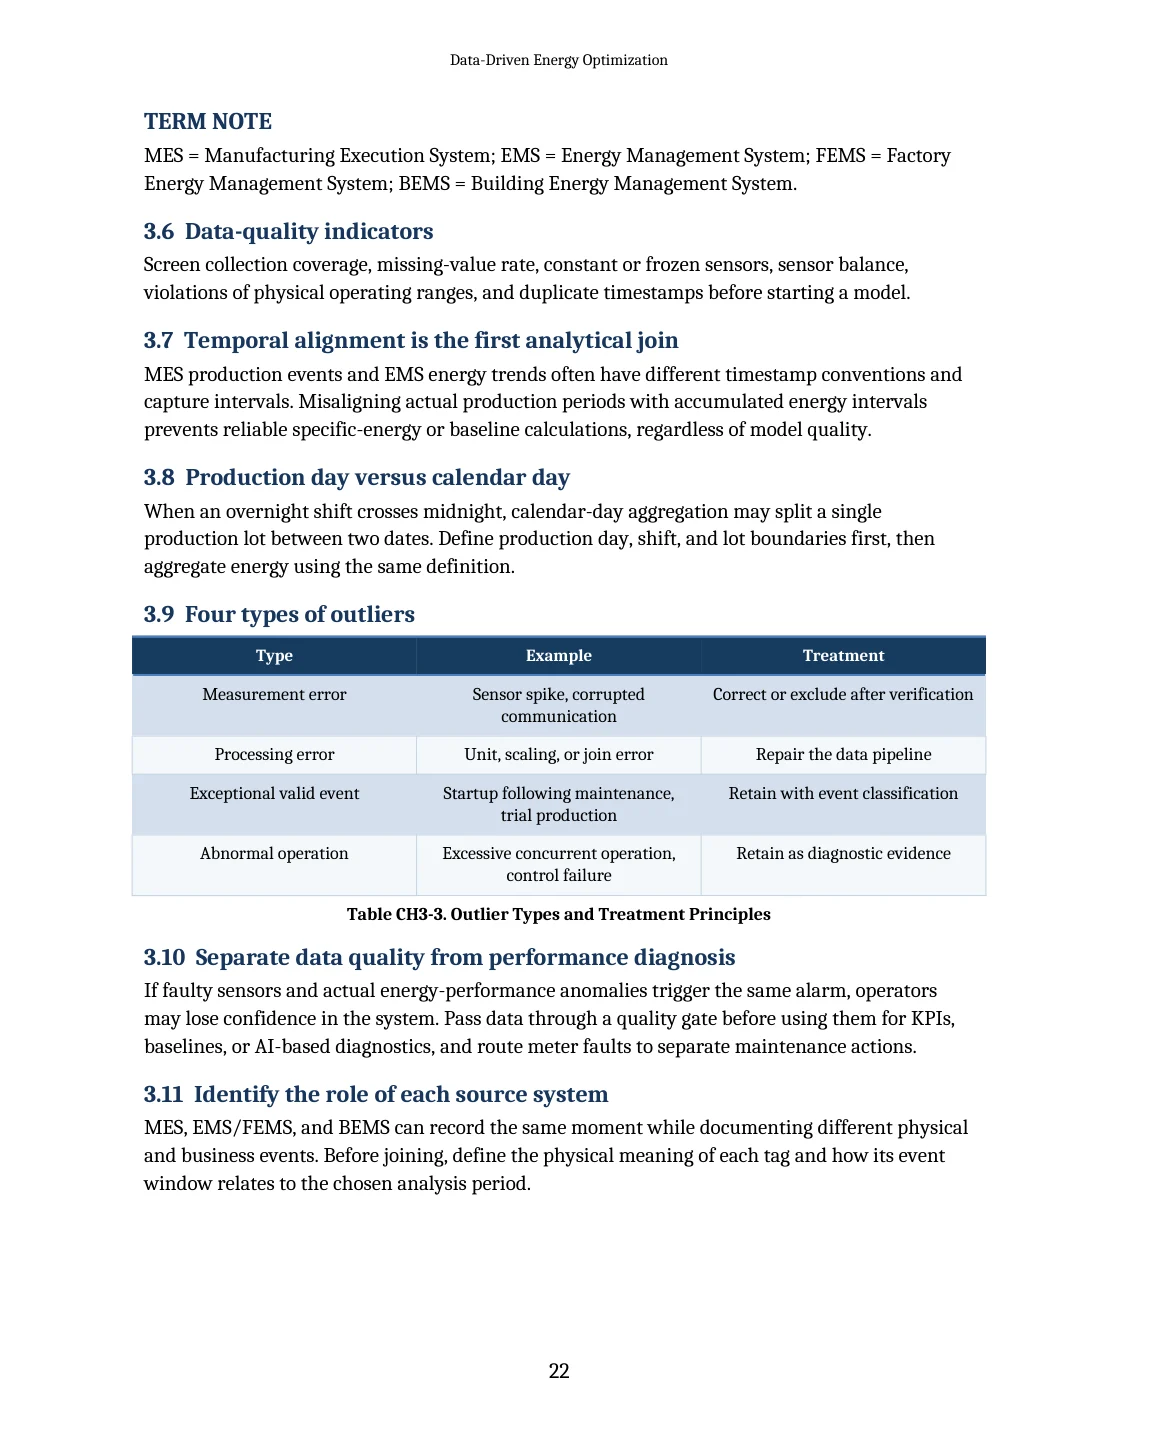 Data-Driven Energy Optimization
TERM NOTE
MES = Manufacturing Execution System; EMS = Energy Management System; FEMS = Factory
Energy Management System; BEMS = Building Energy Management System.
3.6 Data-quality indicators
Screen collection coverage, missing-value rate, constant or frozen sensors, sensor balance,
violations of physical operating ranges, and duplicate timestamps before starting a model.
3.7 Temporal alignment is the first analytical join
MES production events and EMS energy trends often have different timestamp conventions and
capture intervals. Misaligning actual production periods with accumulated energy intervals
prevents reliable specific-energy or baseline calculations, regardless of model quality.
3.8 Production day versus calendar day
When an overnight shift crosses midnight, calendar-day aggregation may split a single
production lot between two dates. Define production day, shift, and lot boundaries first, then
aggregate energy using the same definition.
3.9 Four types of outliers
Type Example Treatment
Measurement error Sensor spike, corrupted Correct or exclude after verification
communication
Processing error Unit, scaling, or join error Repair the data pipeline
Exceptional valid event Startup following maintenance, Retain with event classification
trial production
Abnormal operation Excessive concurrent operation, Retain as diagnostic evidence
control failure
Table CH3-3. Outlier Types and Treatment Principles
3.10 Separate data quality from performance diagnosis
If faulty sensors and actual energy-performance anomalies trigger the same alarm, operators
may lose confidence in the system. Pass data through a quality gate before using them for KPIs,
baselines, or AI-based diagnostics, and route meter faults to separate maintenance actions.
3.11 Identify the role of each source system
MES, EMS/FEMS, and BEMS can record the same moment while documenting different physical
and business events. Before joining, define the physical meaning of each tag and how its event
window relates to the chosen analysis period.
22